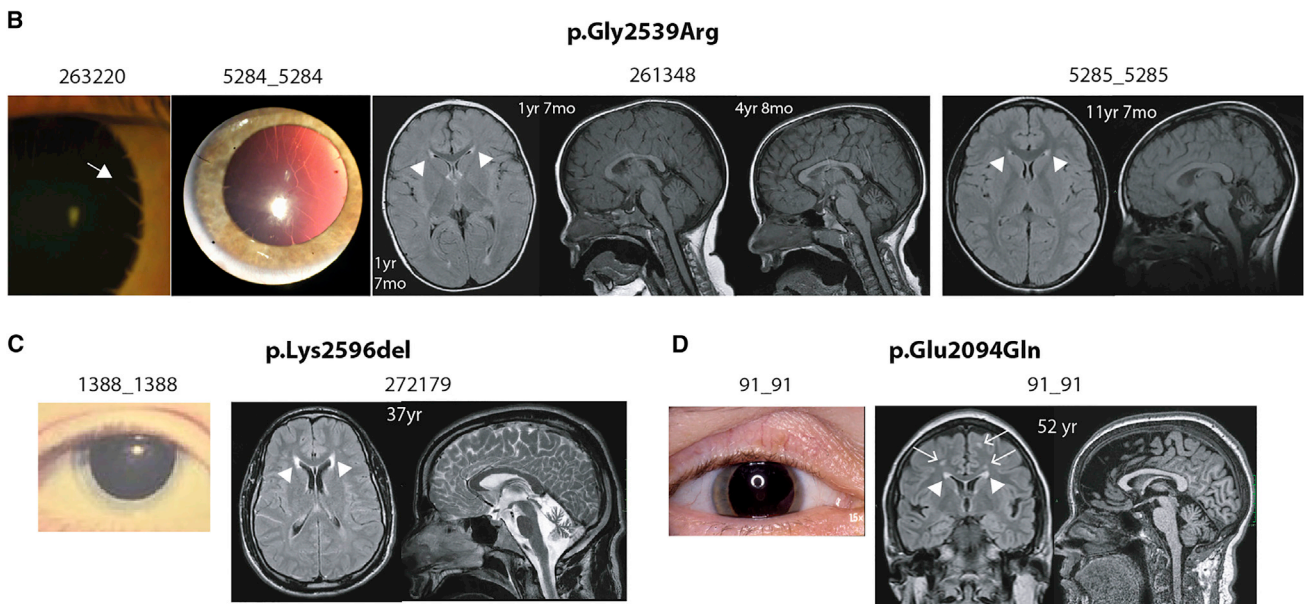 B
p.Gly2539Arg
263220
5284_5284
261348
5285_5285
1yr 7mo
4yr 8mo
11yr 7mo
1yr
7mo
C
p.Lys2596del
D
p.Glu2094Gln
1388_1388
272179
91_91
91_91
37yr
52 yr
15x